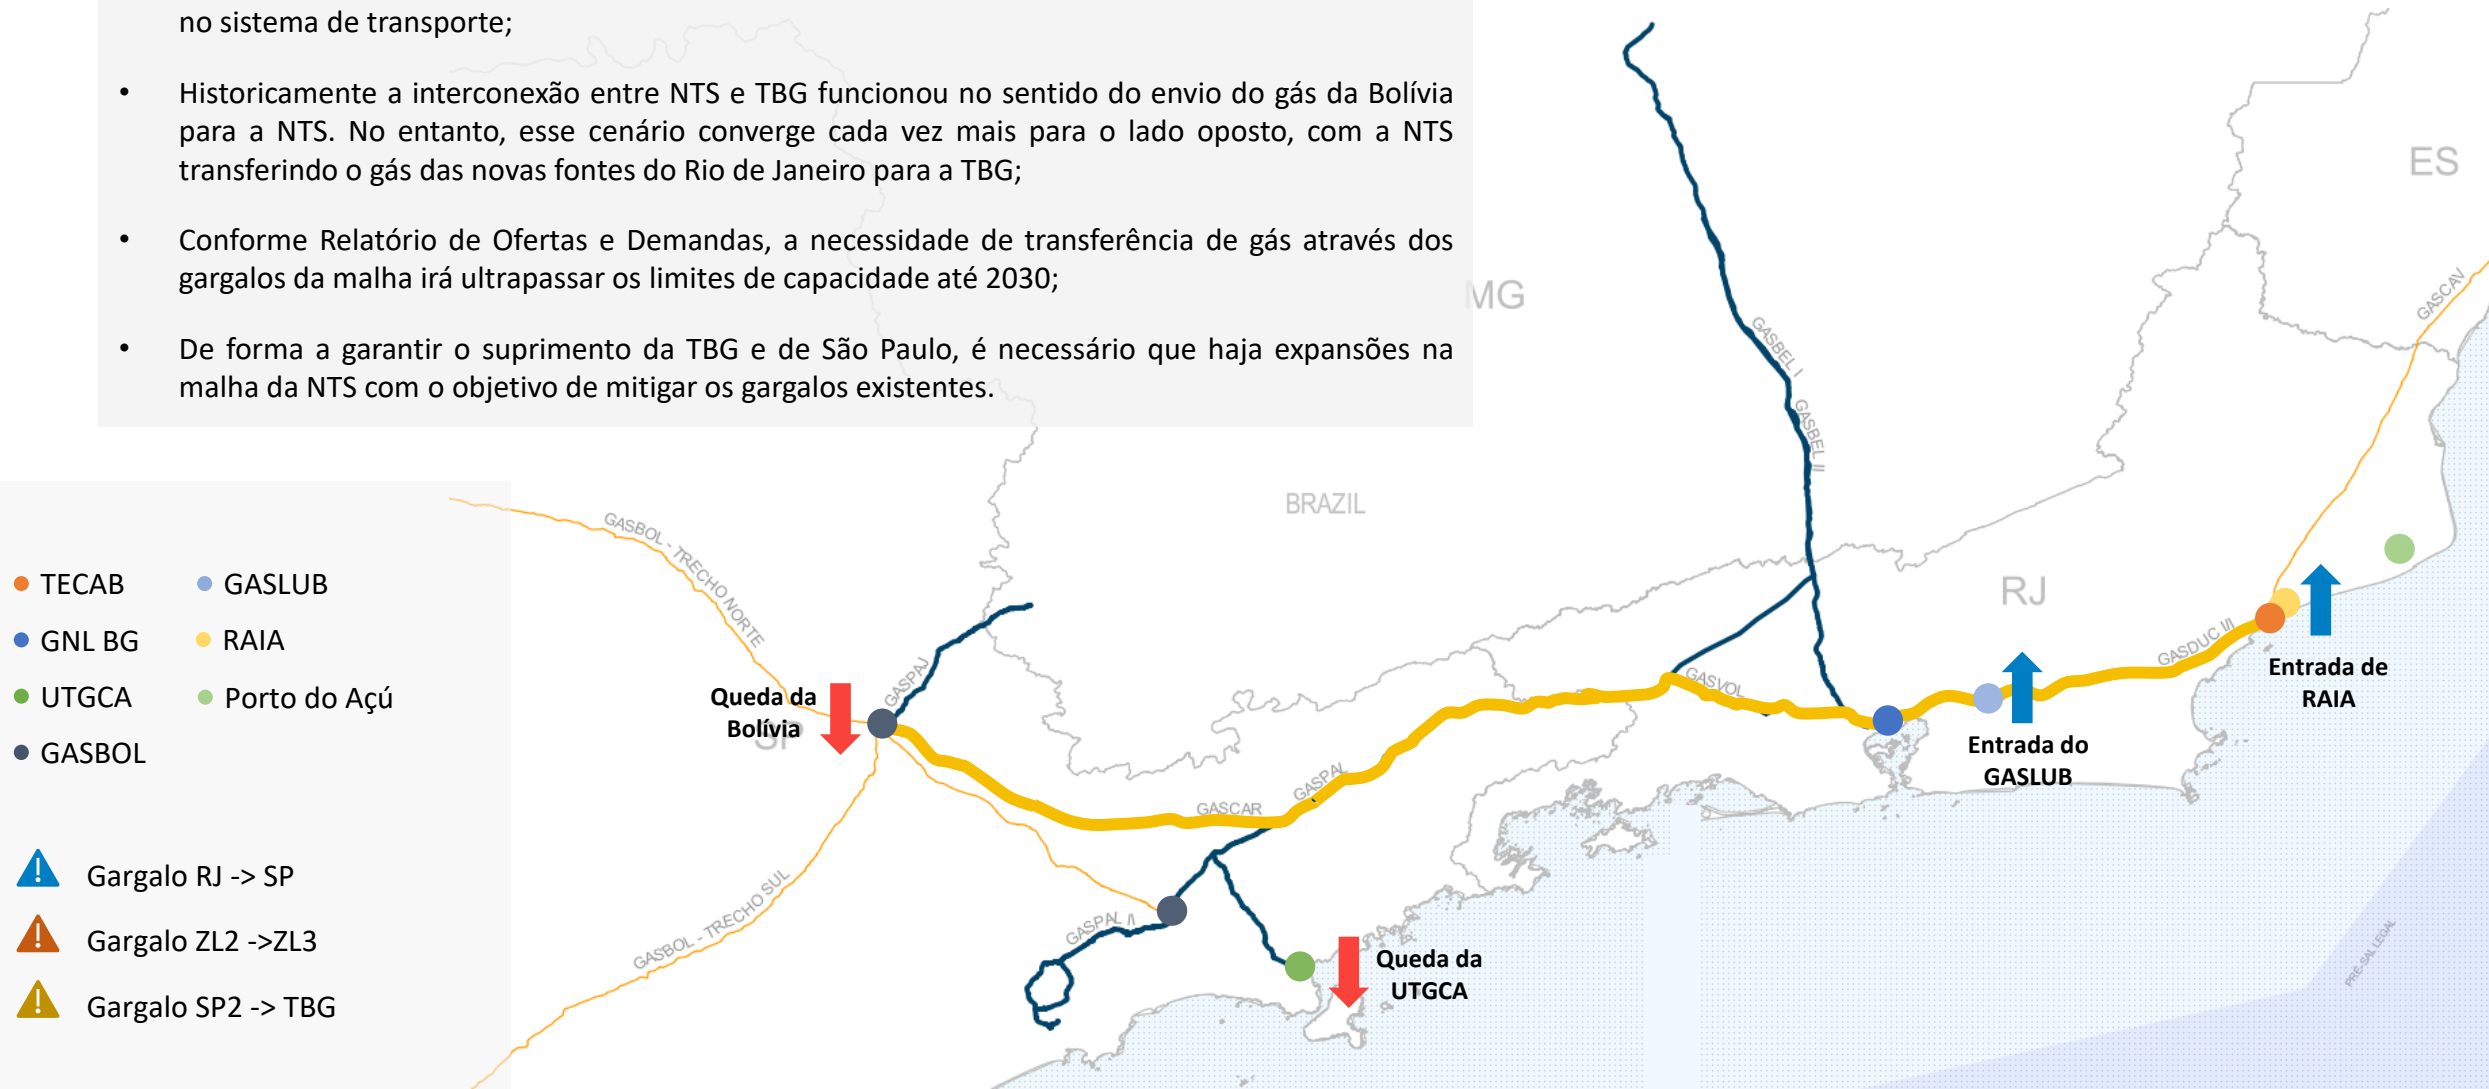 no sistema de transporte;
• Historicamente a interconexão entre NTS e TBG funcionou no sentido do envio do gás da Bolívia
para a NTS. No entanto, esse cenário converge cada vez mais para o lado oposto, com a NTS
transferindo o gás das novas fontes do Rio de Janeiro para a TBG;
• Conforme Relatório de Ofertas e Demandas, a necessidade de transferência de gás através dos
gargalos da malha irá ultrapassar os limites de capacidade até 2030;
• De forma a garantir o suprimento da TBG e de São Paulo, é necessário que haja expansões na
malha da NTS com o objetivo de mitigar os gargalos existentes.
MG
ES
GASCAV
GASBEL I
GASBEL II
BRAZIL
RJ
GASBOL - TRECHO NORTE
TECAB
GASLUB
GNL BG
RAIA
UTGCA
Porto do Açú
GASBOL
Gargalo RJ -> SP
Gargalo ZL2 ->ZL3
Gargalo SP2 -> TBG
GASPAJ
Queda da
Bolívia
SP
GASVOL
GASDUC III
Entrada de
RAIA
Entrada do
GASLUB
GASCAR
GASPAL
GASBOL - TRECHO SUL
GASPAL II
Queda da
UTGCA
PRÉ-SAL LEGAL